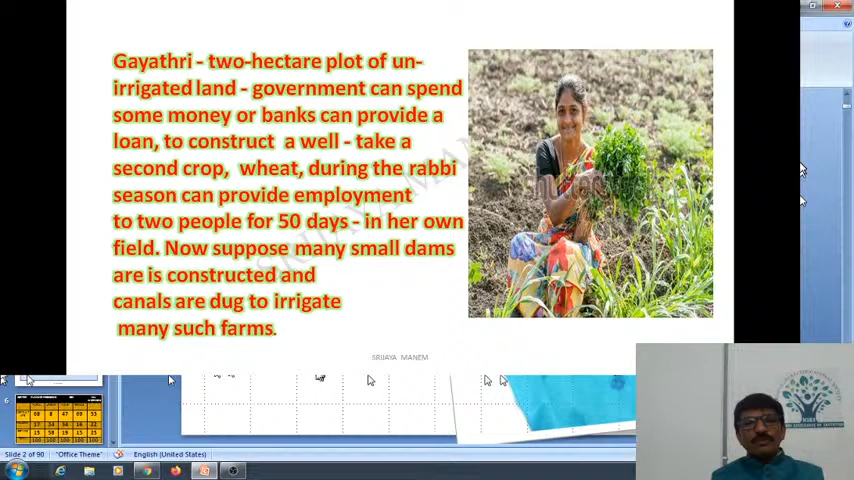 Gayathri - two-hectare plot of un-
irrigated land - government can spend
some money or banks can provide a
loan, to construct  a well - take a
second crop,  wheat, during the rabbi
season can provide employment
to two people for 50 days - in her own
field. Now suppose many small dams
are is constructed and
canals are dug to irrigate
many such farms.
SRIJAYA MANEM
6
Slide 2 of 90
"Office Theme"
English (United States)